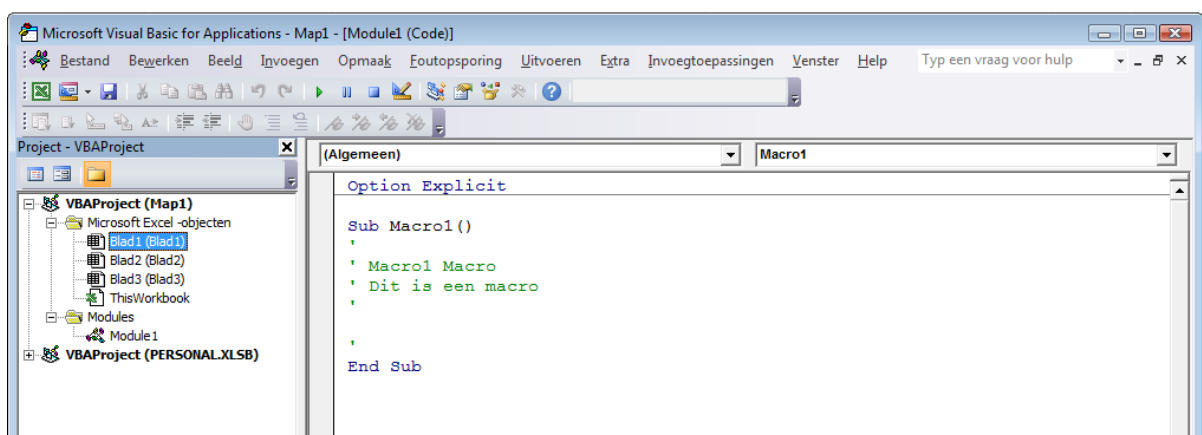 Microsoft Visual Basic for Applications - Map1 - [Module1 (Code)]
Bestand Bewerken Beeld Invoegen Opmaak Foutopsporing Uitvoeren Extra Invoegtoepassingen Venster Help Typ een vraag voor hulp
Project - VBAProject
VBAProject (Map1)
Microsoft Excel -objecten
Blad1 (Blad1)
Blad2 (Blad2)
Blad3 (Blad3)
ThisWorkbook
Modules
Module1
VBAProject (PERSONAL.XLSB)
(Algemeen) Macro1
Option Explicit
Sub Macro1()
'
' Macro1 Macro
' Dit is een macro
'
'
End Sub